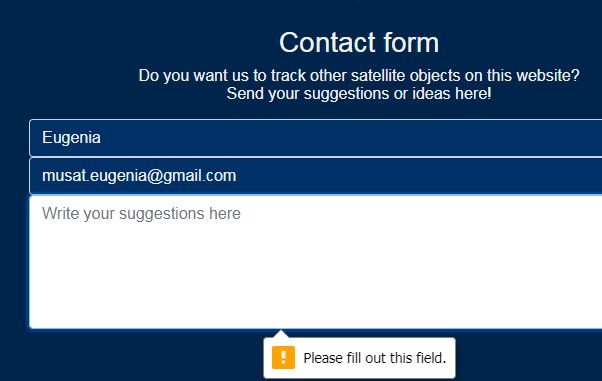 Contact form
Do you want us to track other satellite objects on this website?
Send your suggestions or ideas here!
Eugenia
musat.eugenia@gmail.com
Write your suggestions here
Please fill out this field.